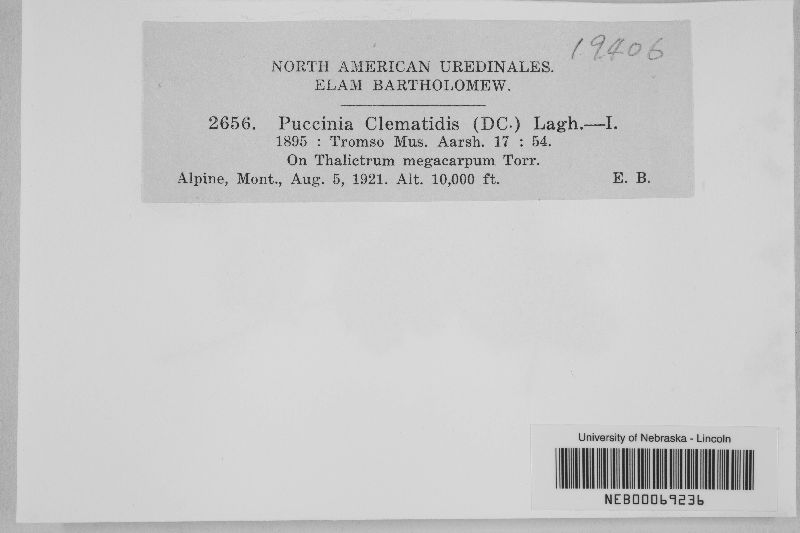 19406
NORTH AMERICAN UREDINALES.
ELAM BARTHOLOMEW.
2656. Puccinia Clematidis (DC.) Lagh.—I.
1895 : Tromso Mus. Aarsh. 17 : 54.
On Thalictrum megacarpum Torr.
Alpine, Mont., Aug. 5, 1921. Alt. 10,000 ft. E. B.
University of Nebraska - Lincoln
NEB00069236